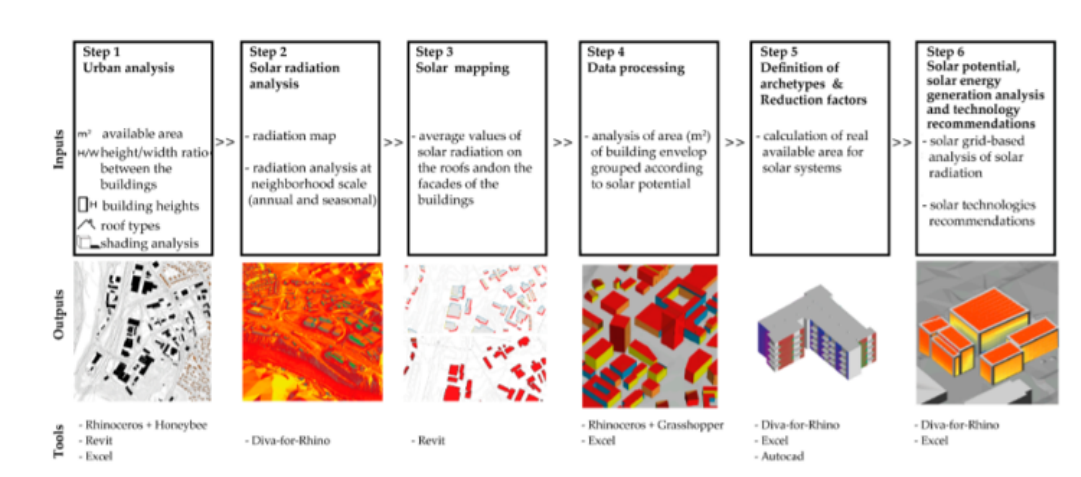 Step 1
Urban analysis
Inputs
m² available area
H/W height/width ratio
between the
buildings
H building heights
roof types
shading analysis
>>
Step 2
Solar radiation
analysis
- radiation map
- radiation analysis at
neighborhood scale
(annual and seasonal)
>>
Step 3
Solar mapping
- average values of
solar radiation on
the roofs andon the
facades of the
buildings
>>
Step 4
Data processing
- analysis of area (m²)
of building envelop
grouped according
to solar potential
>>
Step 5
Definition of
archetypes &
Reduction factors
- calculation of real
available area for
solar systems
>>
Step 6
Solar potential,
solar energy
generation analysis
and technology
recommendations
- solar grid-based
analysis of solar
radiation
- solar technologies
recommendations
Outputs
Tools
- Rhinoceros + Honeybee
- Revit
- Excel
- Diva-for-Rhino
- Revit
- Rhinoceros + Grasshopper
- Excel
- Diva-for-Rhino
- Excel
- Autocad
- Diva-for-Rhino
- Excel